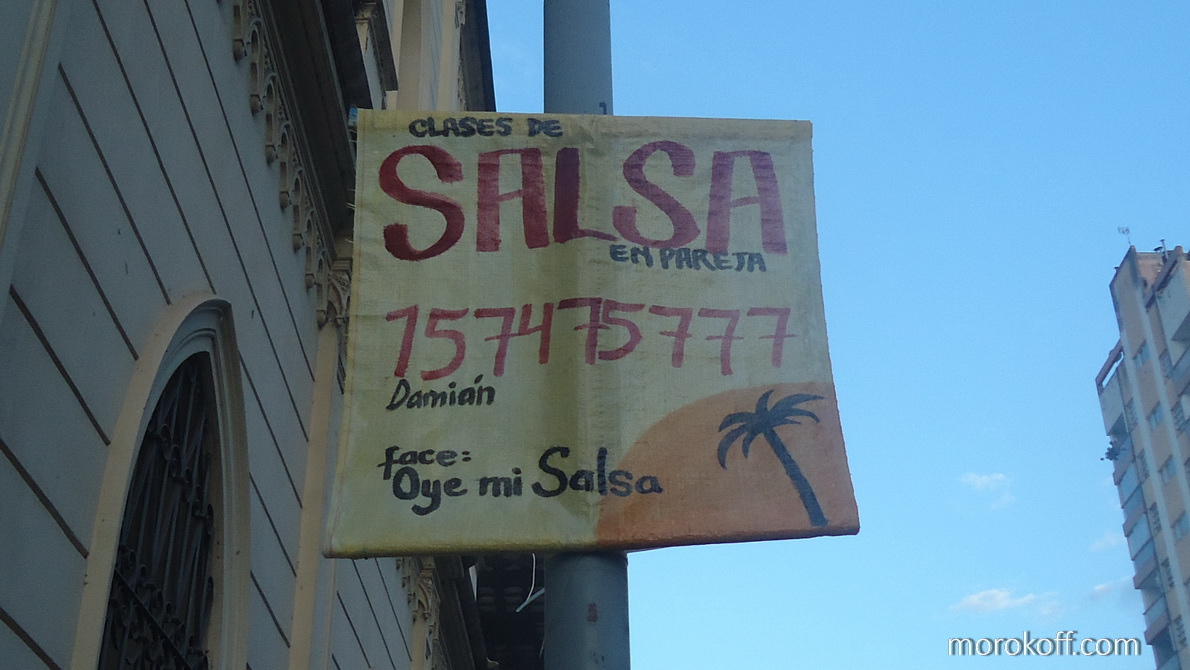 CLASES DE
SALSA
EN PAREJA
157475777
Damián
face:
Oye mi Salsa
morokoff.com